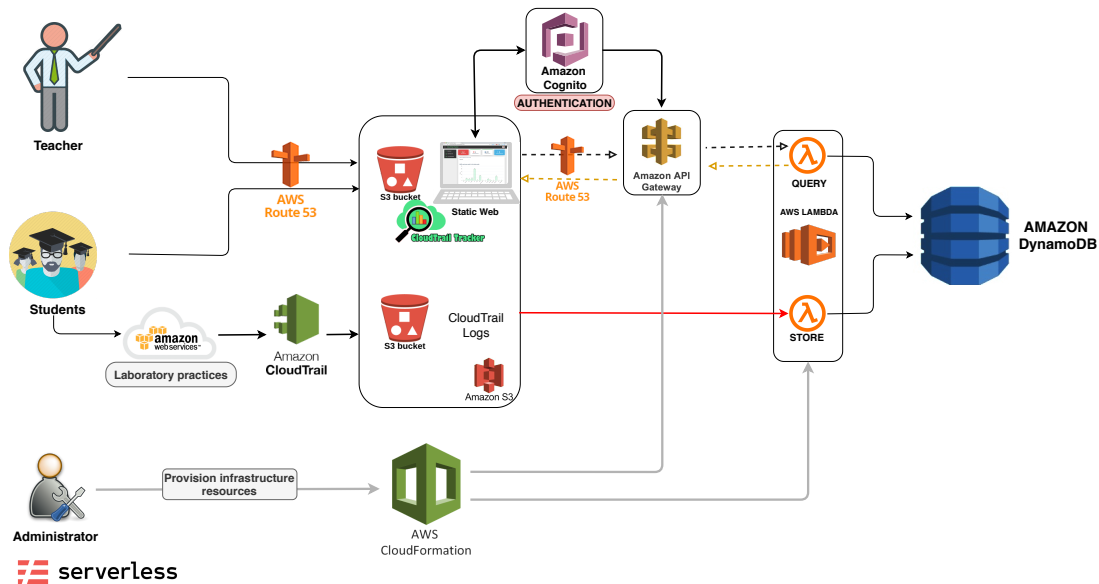 Teacher
AWS
Route 53
Students
amazon
webservices™
Laboratory practices
Amazon
CloudTrail
S3 bucket
Static Web
CloudTrail Tracker
S3 bucket
CloudTrail
Logs
Amazon S3
Amazon
Cognito
AUTHENTICATION
AWS
Route 53
Amazon API
Gateway
QUERY
AWS LAMBDA
STORE
AMAZON
DynamoDB
Administrator
Provision infrastructure
resources
AWS
CloudFormation
serverless